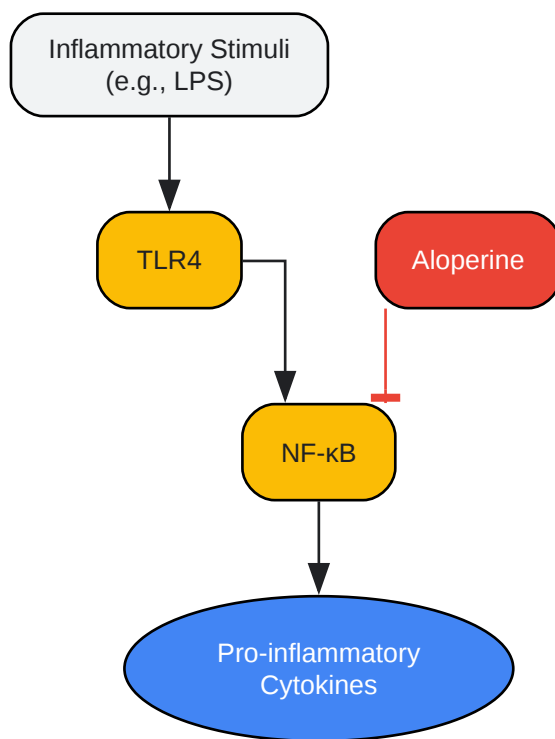 Inflammatory Stimuli
(e.g., LPS)
TLR4
Aloperine
NF-κB
Pro-inflammatory
Cytokines